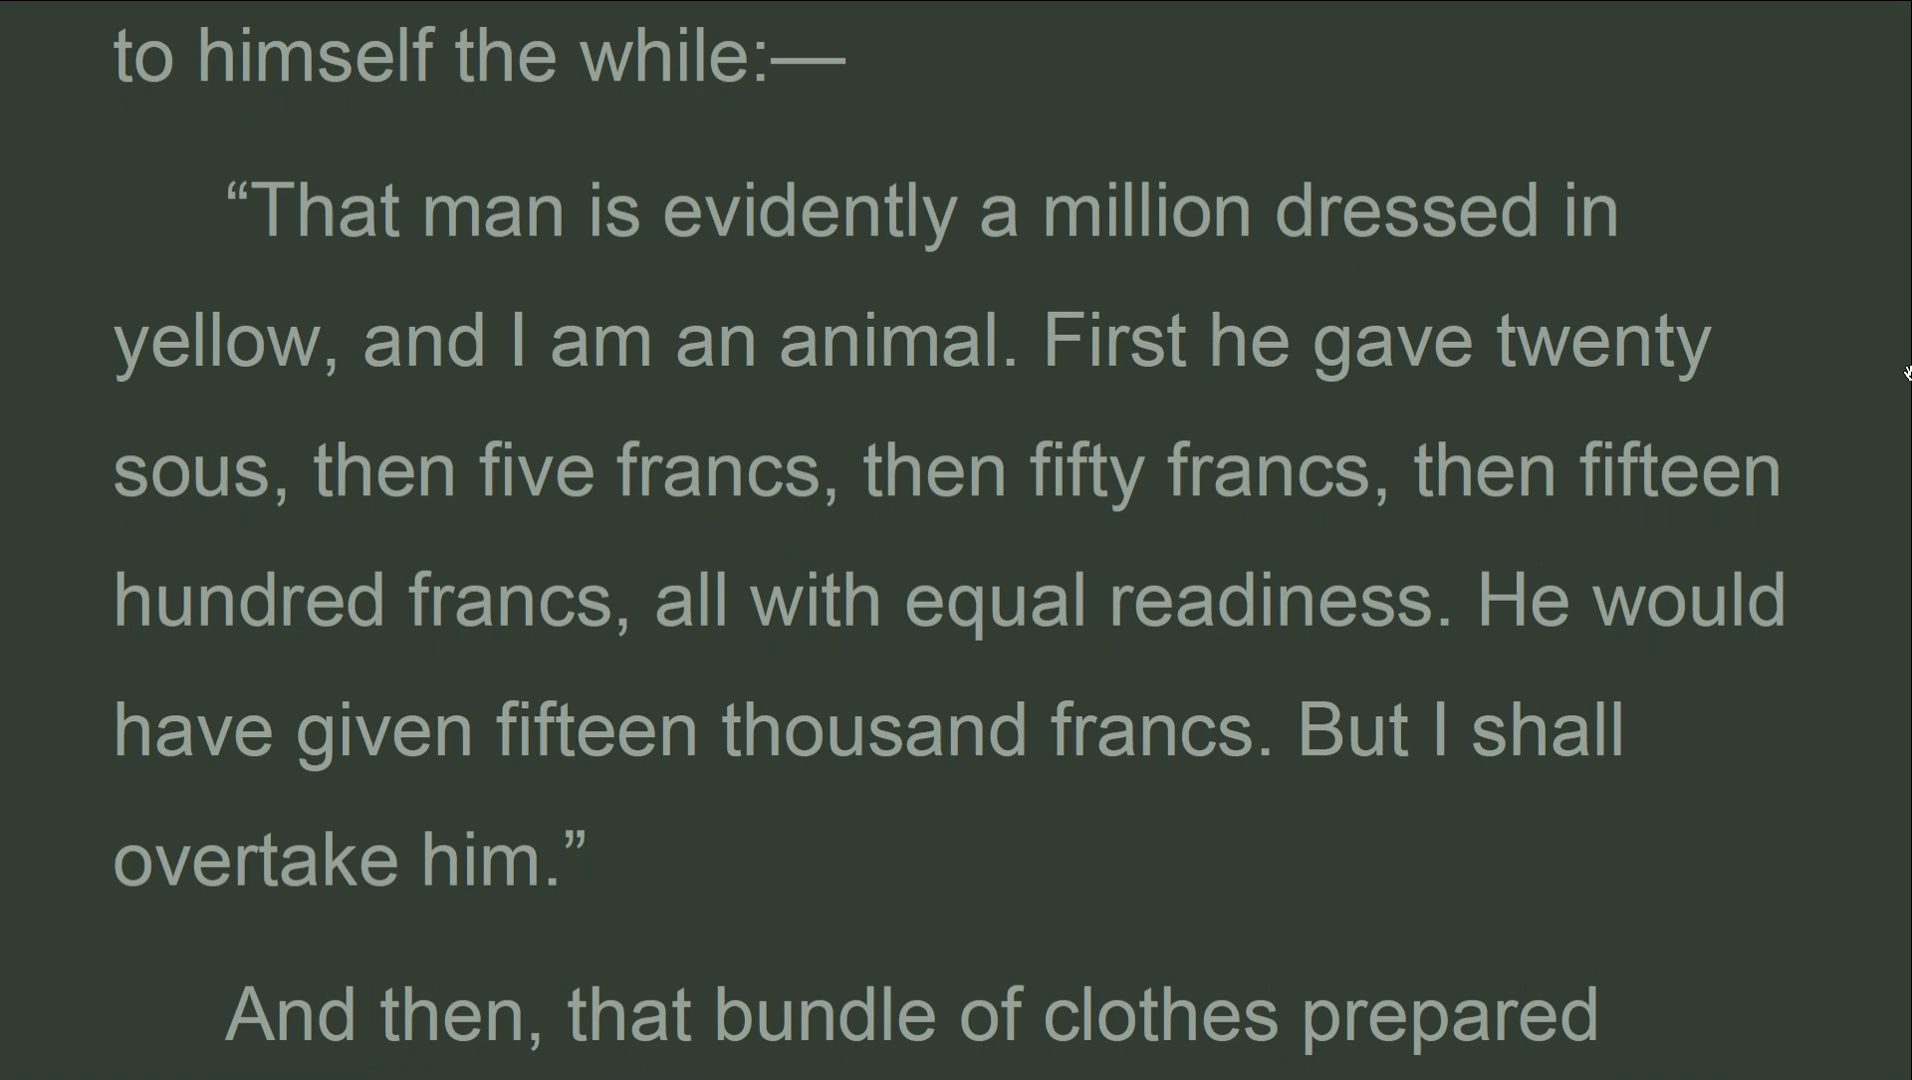 to himself the while:—
“That man is evidently a million dressed in
yellow, and I am an animal. First he gave twenty
sous, then five francs, then fifty francs, then fifteen
hundred francs, all with equal readiness. He would
have given fifteen thousand francs. But I shall
overtake him.”
And then, that bundle of clothes prepared